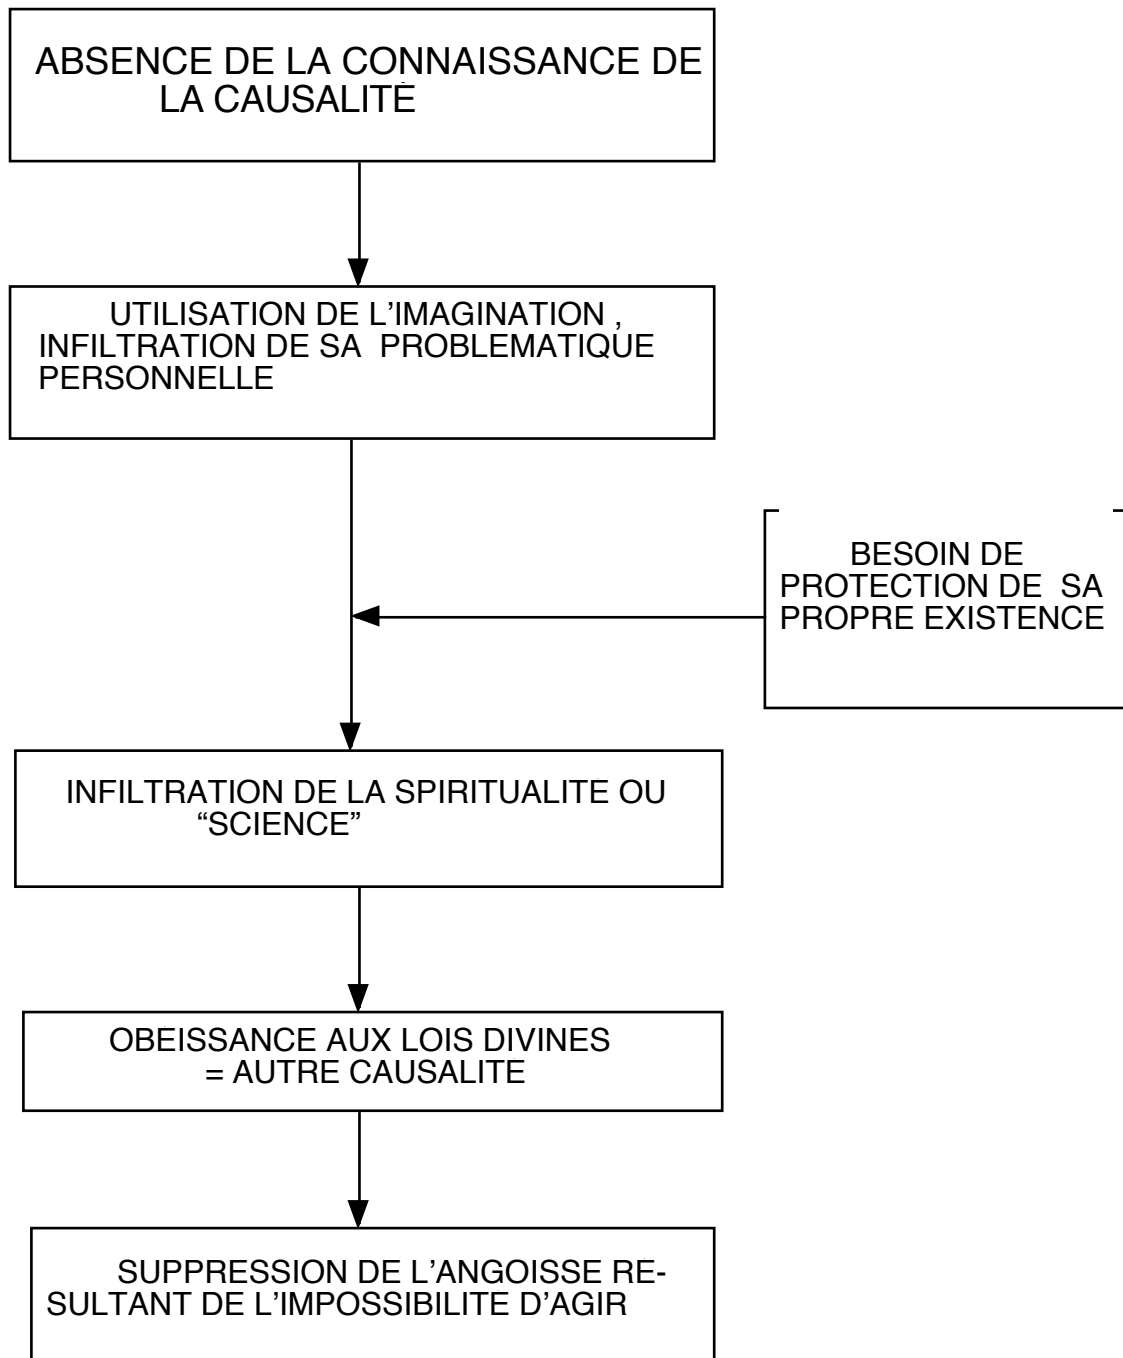 ABSENCE DE LA CONNAISSANCE DE
LA CAUSALITÉ
UTILISATION DE L'IMAGINATION ,
INFILTRATION DE SA PROBLEMATIQUE
PERSONNELLE
BESOIN DE
PROTECTION DE SA
PROPRE EXISTENCE
INFILTRATION DE LA SPIRITUALITE OU
“SCIENCE”
OBEISSANCE AUX LOIS DIVINES
= AUTRE CAUSALITE
SUPPRESSION DE L'ANGOISSE RÉ-
SULTANT DE L'IMPOSSIBILITÉ D'AGIR